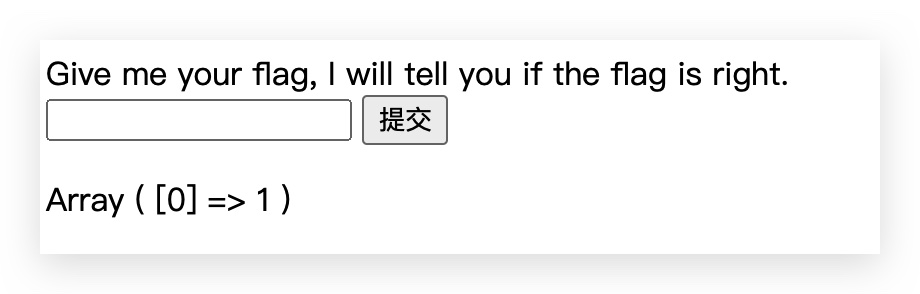 Give me your flag, I will tell you if the flag is right.
提交
Array ( [0] => 1 )